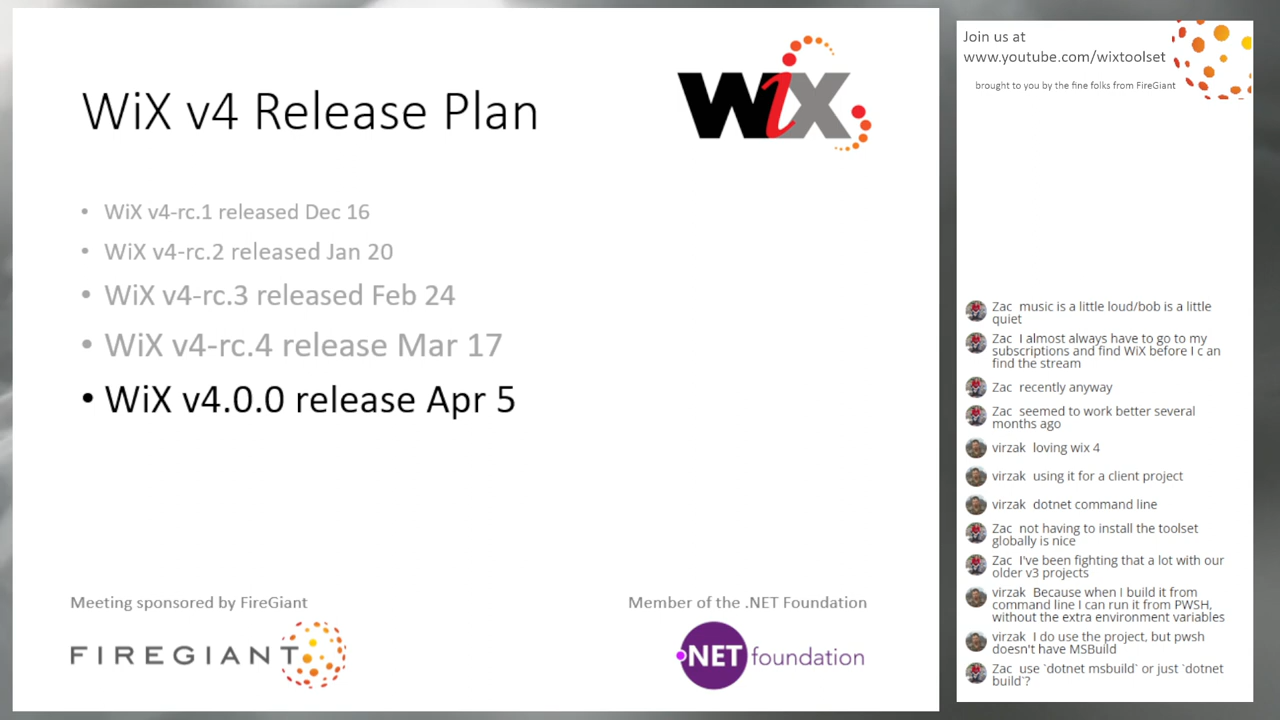 WiX v4 Release Plan
WiX
• WiX v4-rc.1 released Dec 16
• WiX v4-rc.2 released Jan 20
• WiX v4-rc.3 released Feb 24
• WiX v4-rc.4 release Mar 17
• WiX v4.0.0 release Apr 5
Meeting sponsored by FireGiant
FIREGIANT
Member of the .NET Foundation
.NET foundation
Join us at
www.youtube.com/wixtoolset
brought to you by the fine folks from FireGiant
Zac music is a little loud/bob is a little
quiet
Zac I almost always have to go to my
subscriptions and find WiX before I c an
find the stream
Zac recently anyway
Zac seemed to work better several
months ago
virzak loving wix 4
virzak using it for a client project
virzak dotnet command line
Zac not having to install the toolset
globally is nice
Zac I've been fighting that a lot with our
older v3 projects
virzak Because when I build it from
command line I can run it from PWSH,
without the extra environment variables
virzak I do use the project, but pwsh
doesn't have MSBuild
Zac use `dotnet msbuild` or just `dotnet
build`?